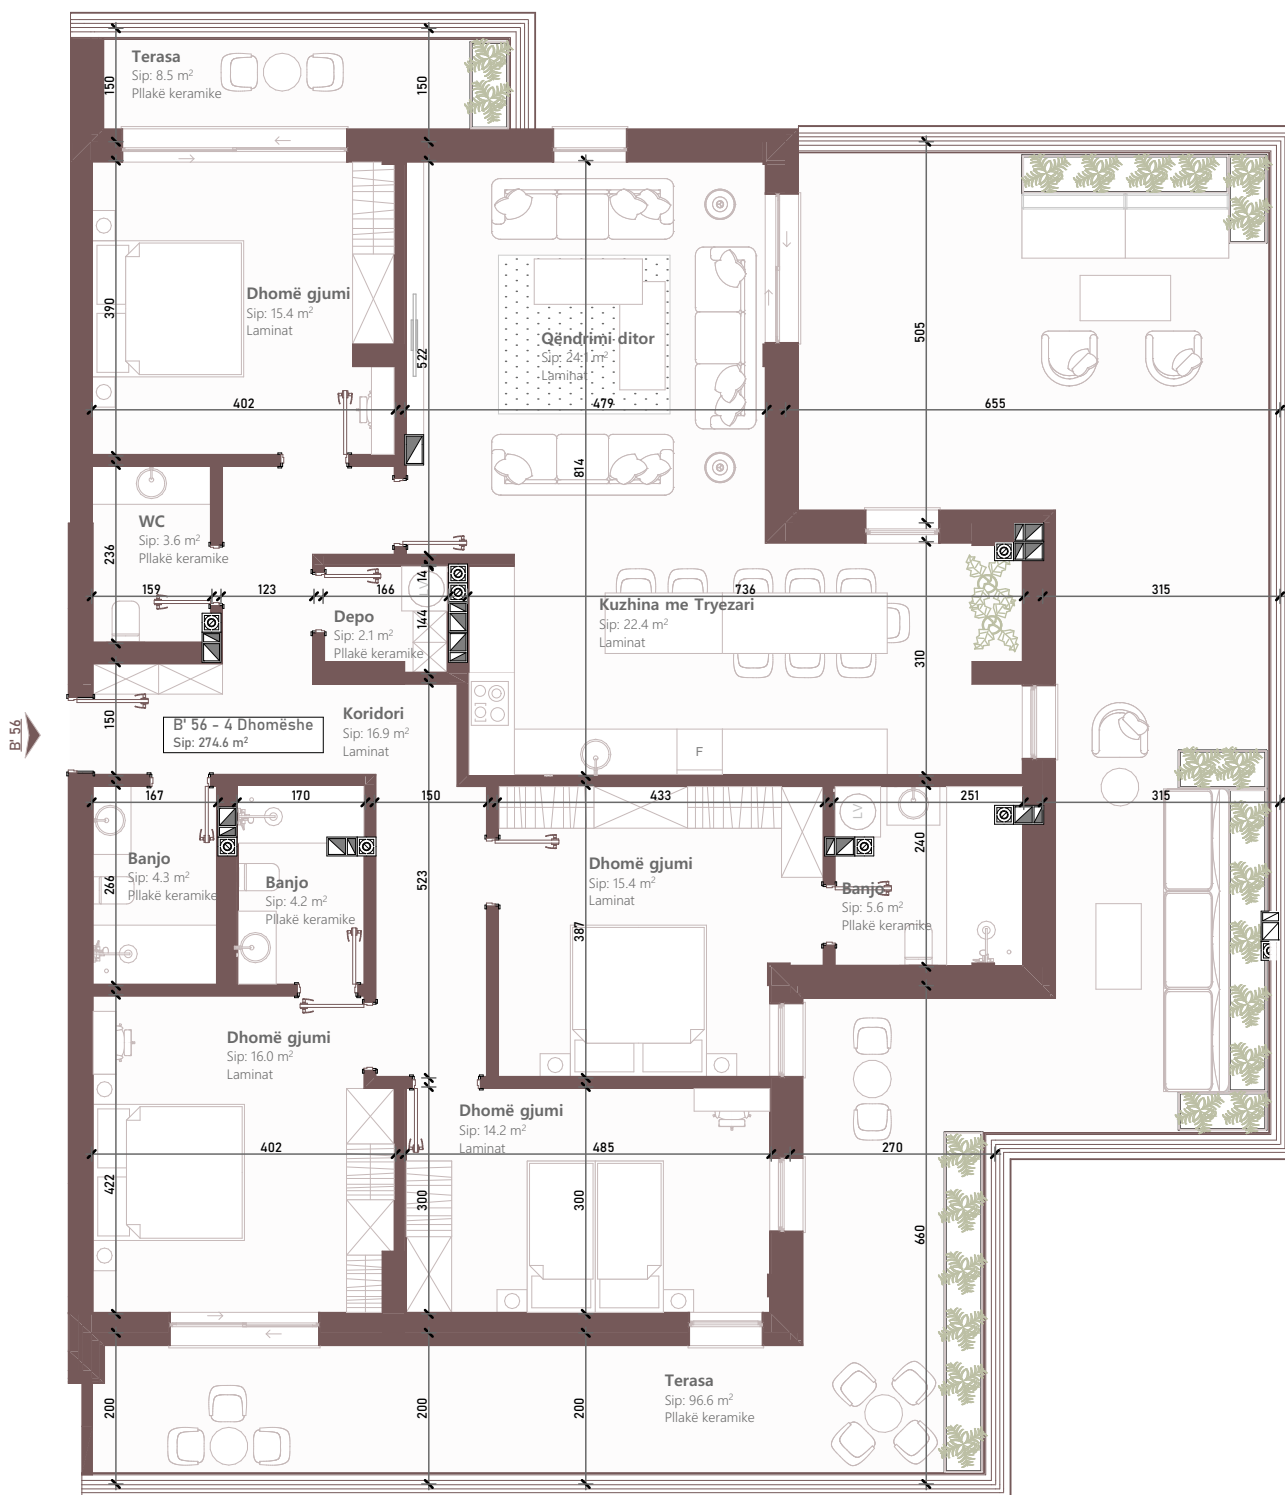 Terasa
Sip: 8.5 m²
Pllakë keramike
150
150
Dhomë gjumi
Sip: 15.4 m²
Laminat
390
Qëndrimi ditor
Sip: 24.1 m²
Laminat
522
505
402
479
655
814
WC
Sip: 3.6 m²
Pllakë keramike
236
159
123
166
14
144
LV
736
315
Depo
Sip: 2.1 m²
Pllakë keramike
Kuzhina me Tryezari
Sip: 22.4 m²
Laminat
310
B' 56
150
B' 56 - 4 Dhomëshe
Sip: 274.6 m²
Koridori
Sip: 16.9 m²
Laminat
F
167
170
150
433
251
315
LV
240
Banjo
Sip: 4.3 m²
Pllakë keramike
266
Banjo
Sip: 4.2 m²
Pllakë keramike
523
Dhomë gjumi
Sip: 15.4 m²
Laminat
387
Banjo
Sip: 5.6 m²
Pllakë keramike
Dhomë gjumi
Sip: 16.0 m²
Laminat
Dhomë gjumi
Sip: 14.2 m²
Laminat
402
485
270
422
300
300
660
Terasa
Sip: 96.6 m²
Pllakë keramike
200
200
200